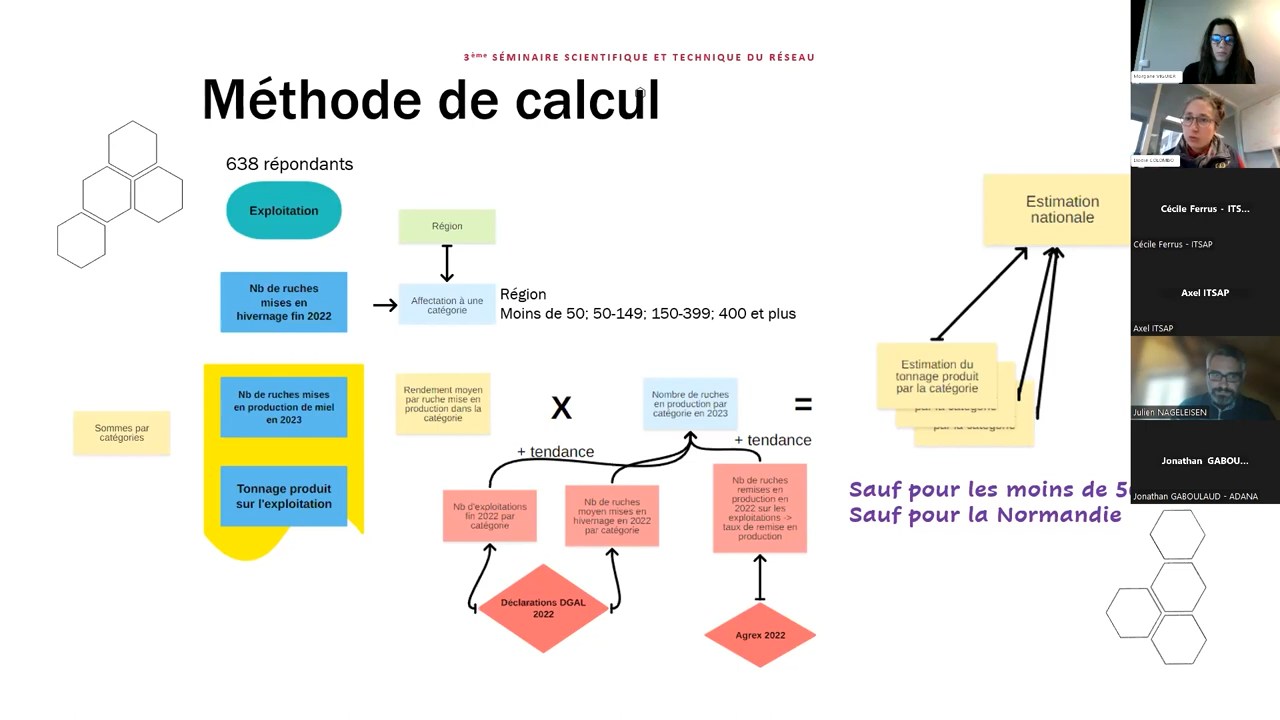 3ème SÉMINAIRE SCIENTIFIQUE ET TECHNIQUE DU RÉSEAU
Méthode de calcul
638 répondants
Exploitation
Région
Nb de ruches
mises en
hivernage fin 2022
Affectation à une
catégorie
Région
Moins de 50; 50-149; 150-399; 400 et plus
Sommes par
catégories
Nb de ruches mises
en production de miel
en 2023
Tonnage produit
sur l'exploitation
Rendement moyen
par ruche mise en
production dans la
catégorie
X
Nombre de ruches
en production par
catégorie en 2023
=
+ tendance
+ tendance
Nb d'exploitations
fin 2022 par
catégorie
Nb de ruches
moyen mises en
hivernage en 2022
par catégorie
Nb de ruches
remises en
production en
2022 sur les
exploitations ->
taux de remise en
production
Déclarations DGAL
2022
Agrex 2022
Estimation
nationale
Estimation du
tonnage produit
par la catégorie
par la catégorie
par la catégorie
Sauf pour les moins de
Sauf pour la Normandie
Cécile Ferrus - ITS...
Cécile Ferrus - ITSAP
Axel ITSAP
Axel ITSAP
Julien NAGELEISEN
Jonathan GABOU...
Jonathan GABOULAUD - ADANA